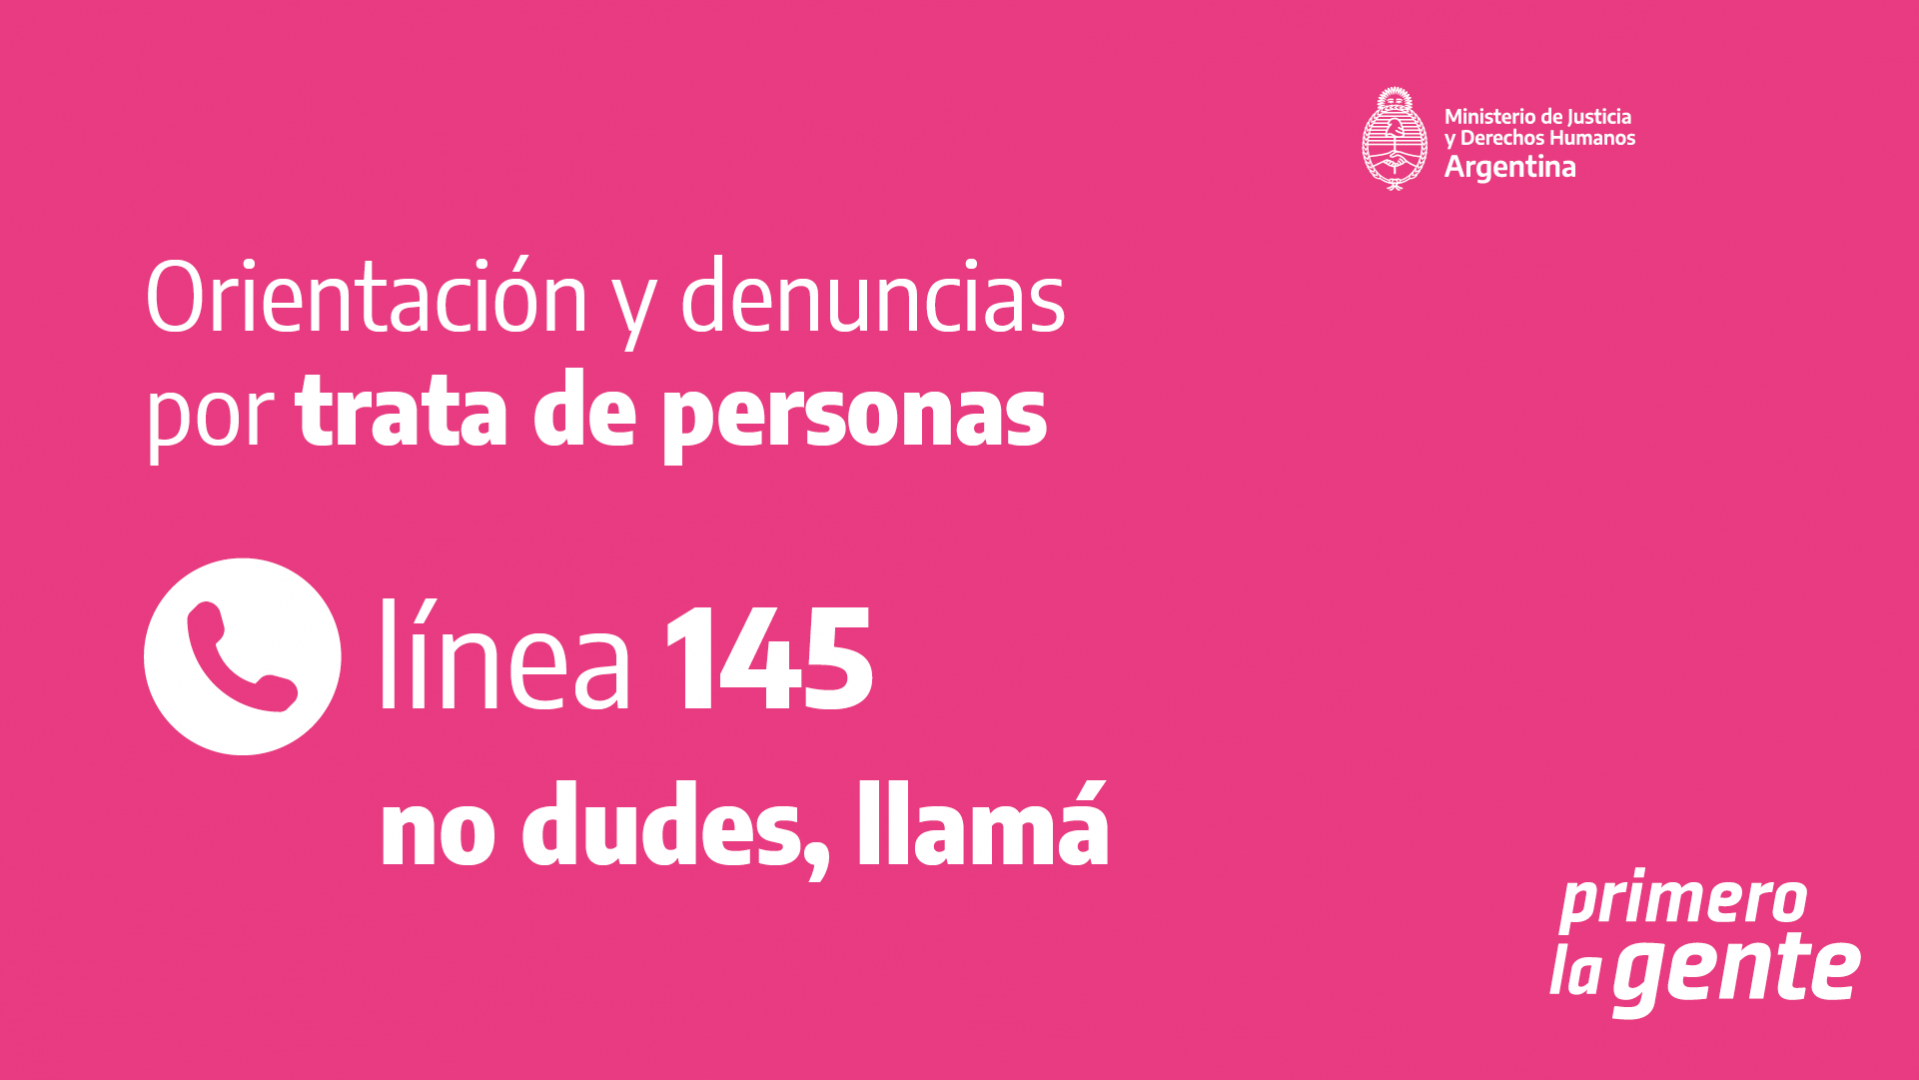 Ministerio de Justicia
y Derechos Humanos
Argentina
Orientación y denuncias
por trata de personas
línea 145
no dudes, llamá
primero
la gente